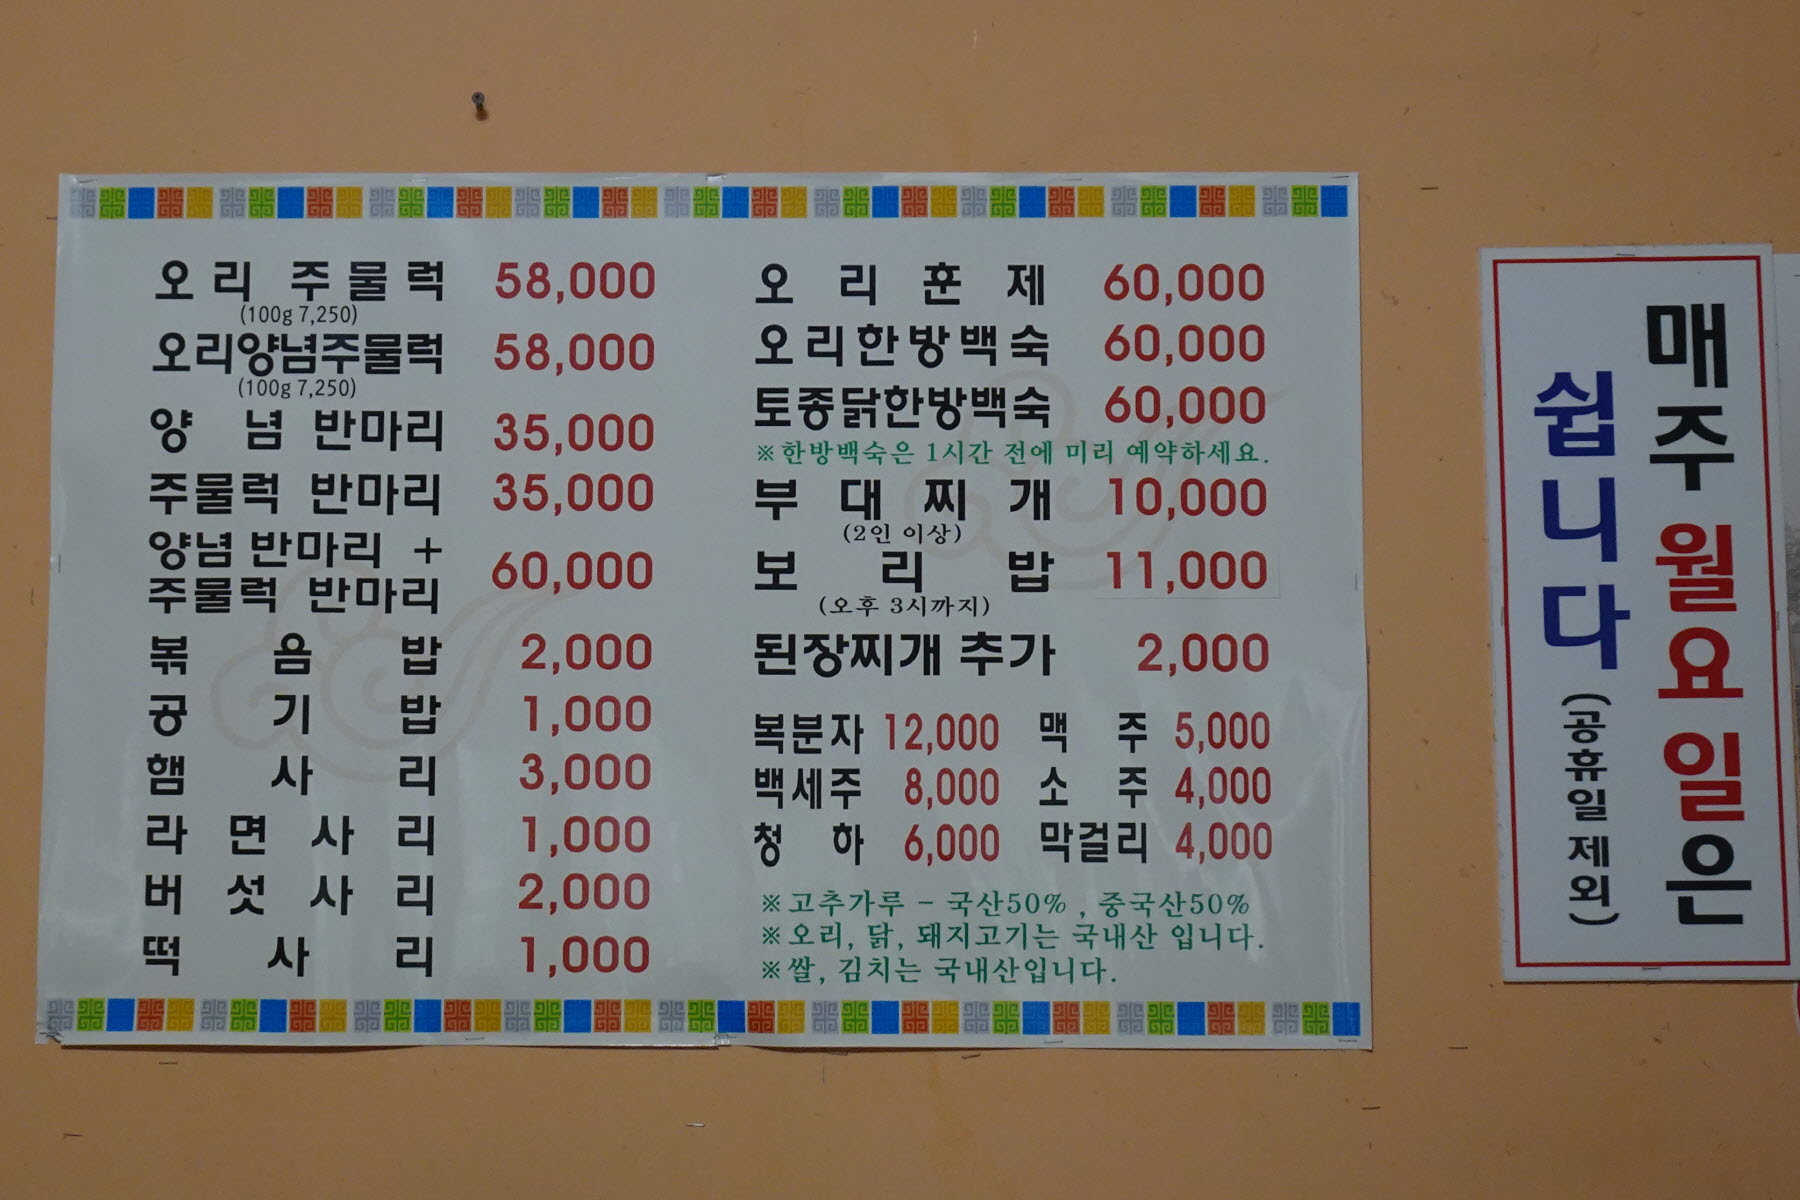 오리 주물럭 58,000
(100g 7,250)
오리양념주물럭 58,000
(100g 7,250)
양념 반마리 35,000
주물럭 반마리 35,000
양념 반마리 +
주물럭 반마리 60,000
볶음밥 2,000
공기밥 1,000
햄사리 3,000
라면사리 1,000
버섯사리 2,000
떡사리 1,000
오리훈제 60,000
오리한방백숙 60,000
토종닭한방백숙 60,000
※한방백숙은 1시간 전에 미리 예약하세요.
부대찌개 10,000
(2인 이상)
보리밥 11,000
(오후 3시까지)
된장찌개 추가 2,000
복분자 12,000 맥주 5,000
백세주 8,000 소주 4,000
청하 6,000 막걸리 4,000
※고추가루 - 국산50% , 중국산50%
※오리, 닭, 돼지고기는 국내산 입니다.
※쌀, 김치는 국내산입니다.
매주 월요일은
쉽니다 (공휴일 제외)